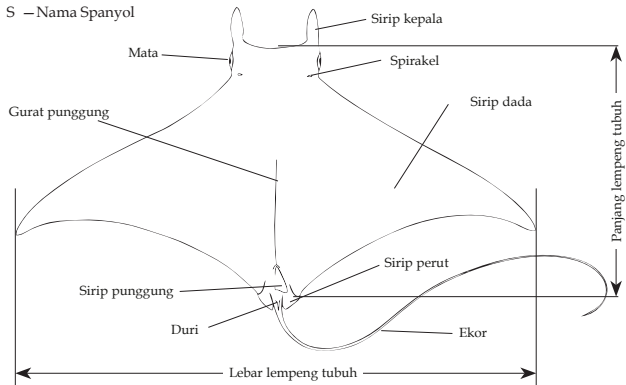 S – Nama Spanyol
Sirip kepala
Mata
Spirakel
Gurat punggung
Sirip dada
Panjang lempeng tubuh
Sirip perut
Sirip punggung
Duri
Ekor
Lebar lempeng tubuh